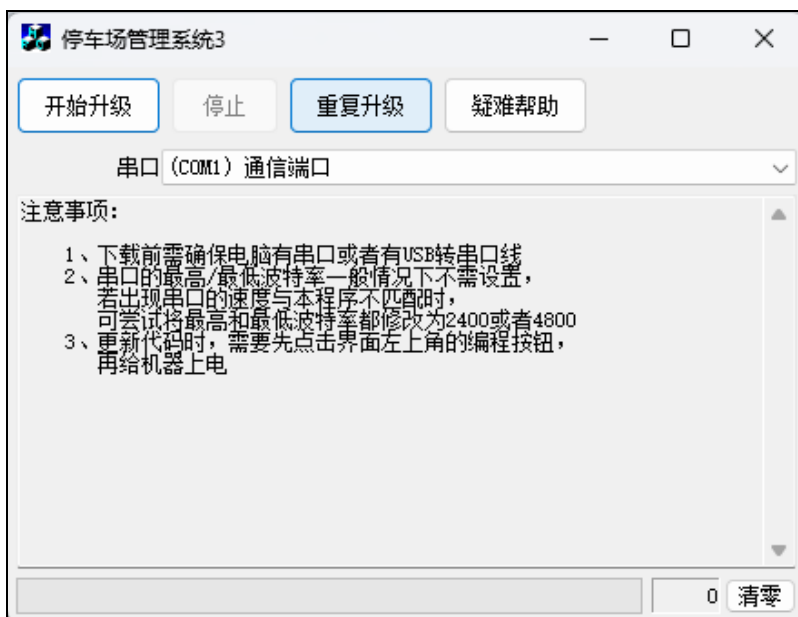 停车场管理系统3
开始升级 停止 重复升级 疑难帮助
串口 (COM1) 通信端口
注意事项：
1、下载前需确保电脑有串口或者有USB转串口线
2、串口的最高/最低波特率一般情况下不需设置，
若出现串口的速度与本程序不匹配时，
可尝试将最高和最低波特率都修改为2400或者4800
3、更新代码时，需要先点击界面左上角的编程按钮，
再给机器上电
0 清零